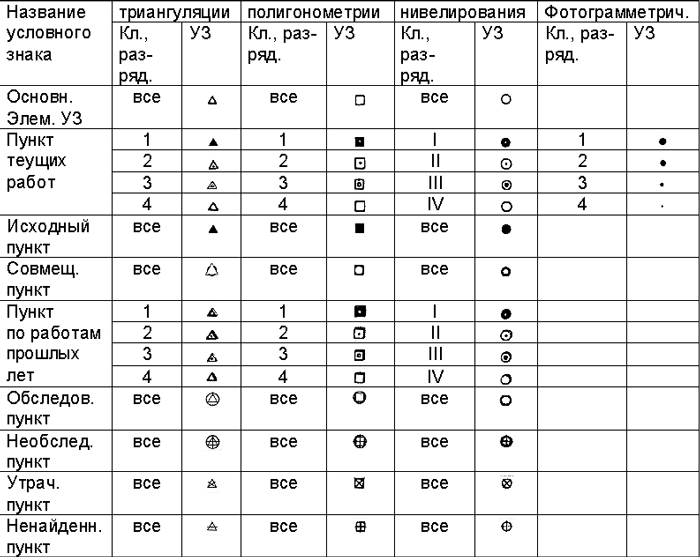 Название условного знака триангуляции полигонометрии нивелирования Фотограмметрич.
Кл., раз-ряд. УЗ Кл., раз-ряд. УЗ Кл., раз-ряд. УЗ Кл., раз-ряд. УЗ
Основн. Элем. УЗ все все все
Пункт теущих работ
1 1 I 1
2 2 II 2
3 3 III 3
4 4 IV 4
Исходный пункт все все все
Совмещ. пункт все все все
Пункт по работам прошлых лет
1 1 I
2 2 II
3 3 III
4 4 IV
Обследов. пункт все все все
Необслед. пункт все все все
Утрач. пункт все все все
Ненайденн. пункт все все все